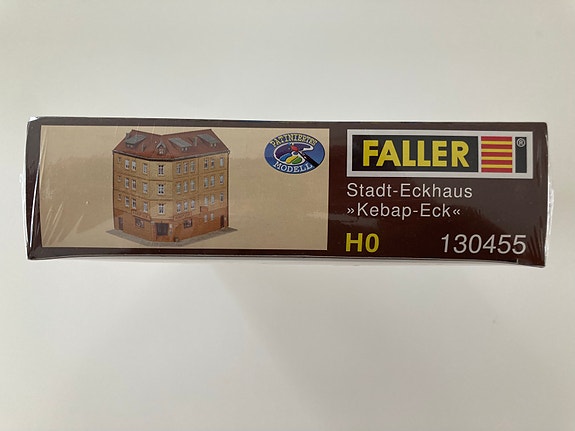 PATINIERTES
MODELL
FALLER ®
Stadt-Eckhaus
»Kebap-Eck«
H0 130455